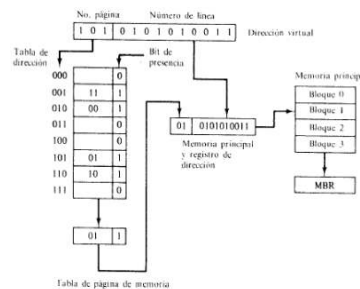 No. página Número de línea
1 0 1 0 1 0 1 0 1 0 0 1 1 Dirección virtual
Tabla de dirección
Bit de presencia
000 0
001 11 1
010 00 1
011 0
100 0
101 01 1
110 10 1
111 0
01 1
Tabla de página de memoria
01 0101010011
Memoria principal y registro de dirección
Memoria princip
Bloque 0
Bloque 1
Bloque 2
Bloque 3
MBR